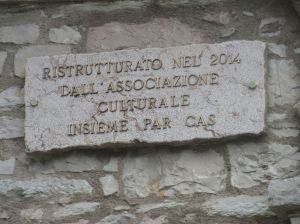 RISTRUTTURATO NEL 2014
DALL'ASSOCIAZIONE
CULTURALE
INSIEME PAR CAS